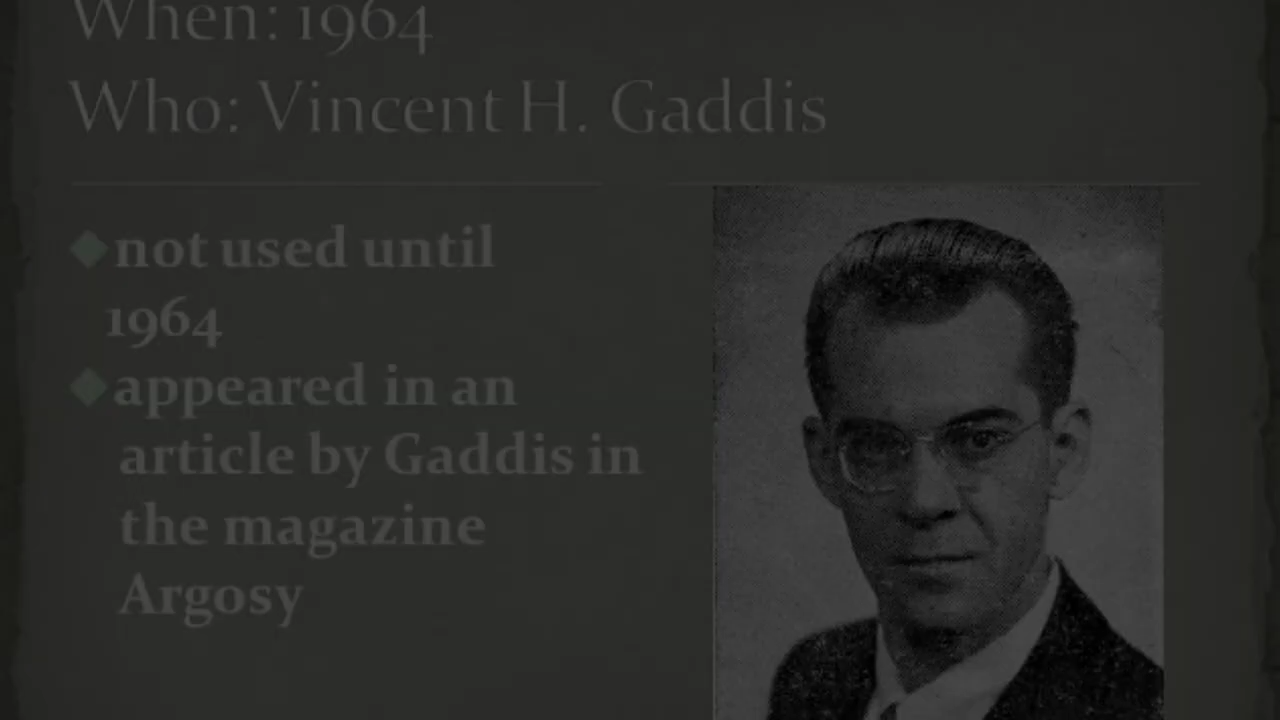 When: 1964
Who: Vincent H. Gaddis
not used until
1964
appeared in an
article by Gaddis in
the magazine
Argosy